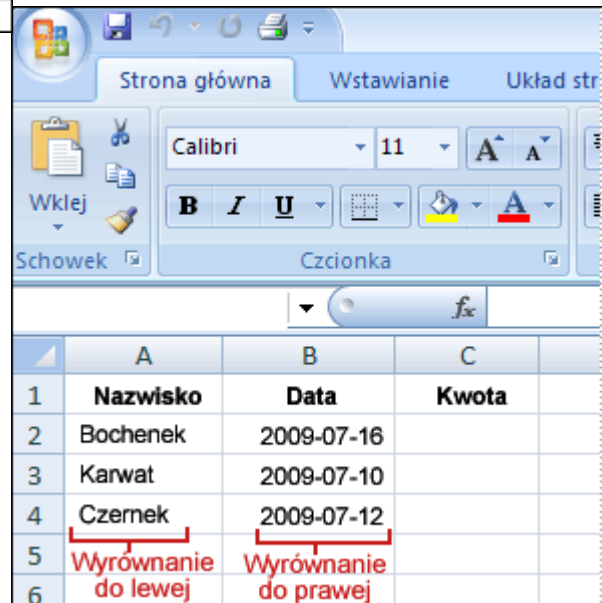 Strona główna Wstawianie Układ str
Wklej
Calibri 11 A A
B I U A
Schowek Czcionka
fx
A B C
1 Nazwisko Data Kwota
2 Bochenek 2009-07-16
3 Karwat 2009-07-10
4 Czernek 2009-07-12
5 Wyrównanie Wyrównanie
6 do lewej do prawej